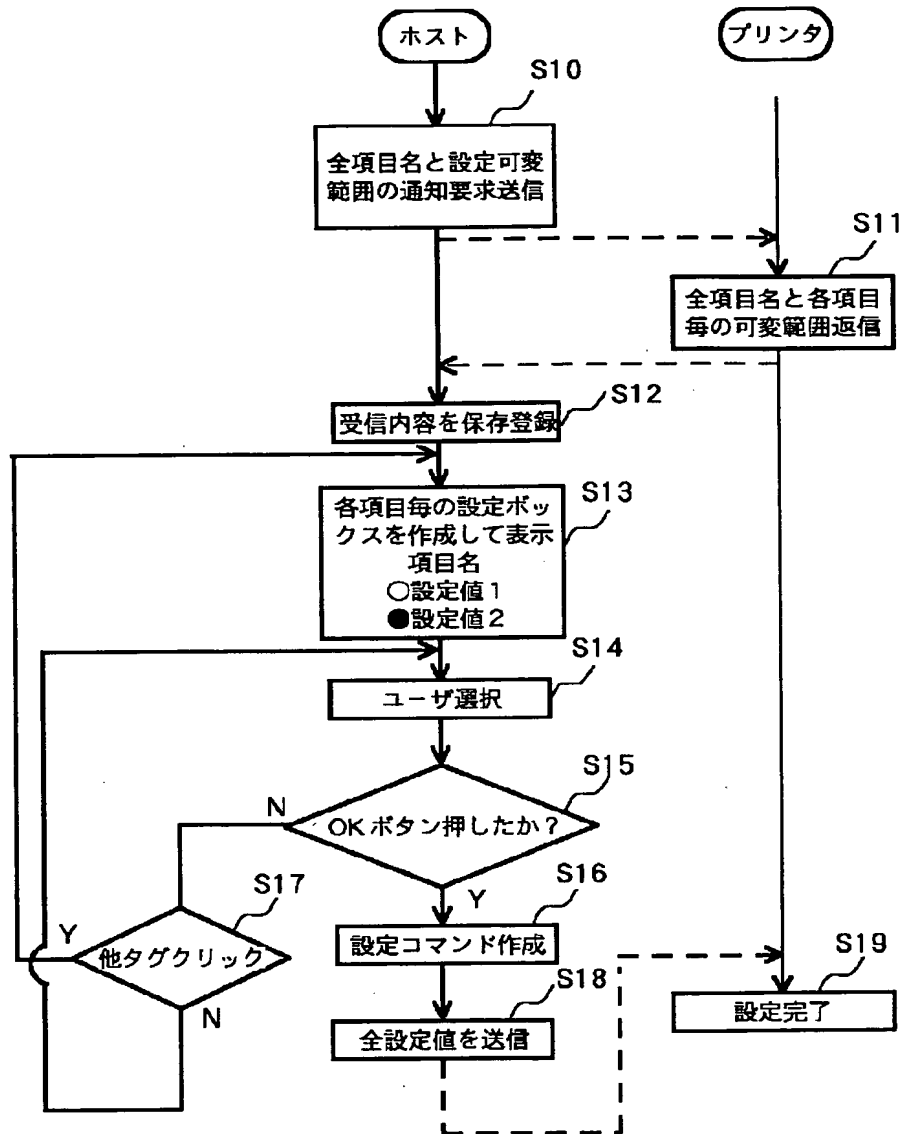 ホスト
プリンタ
S10
全項目名と設定可変
範囲の通知要求送信
S11
全項目名と各項目
毎の可変範囲返信
S12
受信内容を保存登録
S13
各項目毎の設定ボッ
クスを作成して表示
項目名
○設定値1
●設定値2
S14
ユーザ選択
S15
N
OKボタン押したか？
S16
Y
S17
Y
他タグクリック
設定コマンド作成
N
S18
全設定値を送信
S19
設定完了